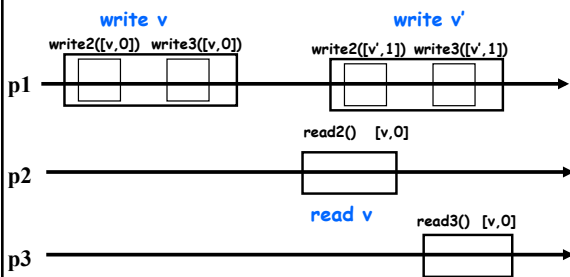 write v write v’
write2([v,0]) write3([v,0]) write2([v’,1]) write3([v’,1])
p1
read2() [v,0]
p2
read v
read3() [v,0]
p3